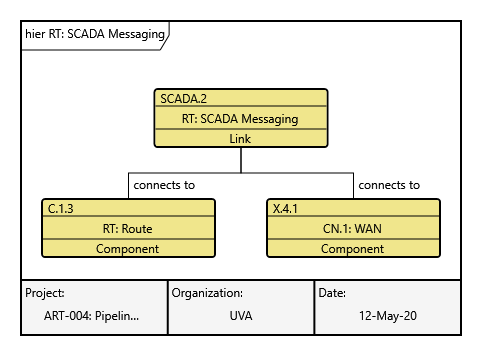 hier RT: SCADA Messaging
SCADA.2
RT: SCADA Messaging
Link
connects to connects to
C.1.3 X.4.1
RT: Route CN.1: WAN
Component Component
Project: Organization: Date:
ART-004: Pipelin... UVA 12-May-20